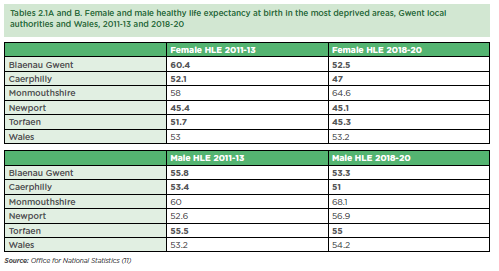 Tables 2.1A and B. Female and male healthy life expectancy at birth in the most deprived areas, Gwent local
authorities and Wales, 2011-13 and 2018-20
Female HLE 2011-13 Female HLE 2018-20
Blaenau Gwent 60.4 52.5
Caerphilly 52.1 47
Monmouthshire 58 64.6
Newport 45.4 45.1
Torfaen 51.7 45.3
Wales 53 53.2
Male HLE 2011-13 Male HLE 2018-20
Blaenau Gwent 55.8 53.3
Caerphilly 53.4 51
Monmouthshire 60 68.1
Newport 52.6 56.9
Torfaen 55.5 55
Wales 53.2 54.2
Source: Office for National Statistics (11)